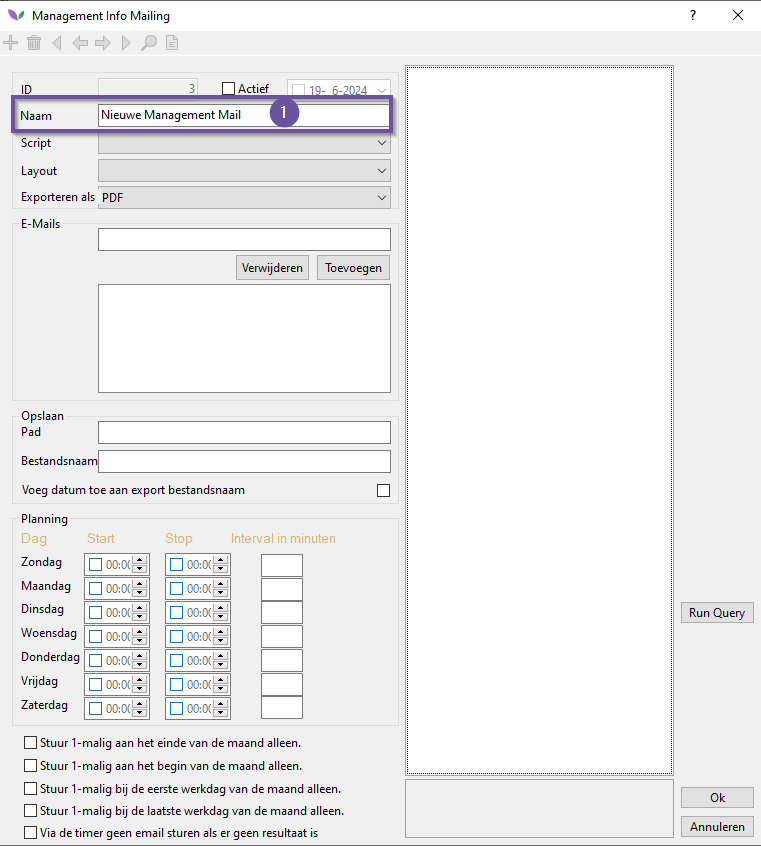 Management Info Mailing
?
ID 3 Actief 19- 6-2024
Naam Nieuwe Management Mail 1
Script
Layout
Exporteren als PDF
E-Mails
Verwijderen Toevoegen
Opslaan
Pad
Bestandsnaam
Voeg datum toe aan export bestandsnaam
Planning
Dag Start Stop Interval in minuten
Zondag 00:00 00:00
Maandag 00:00 00:00
Dinsdag 00:00 00:00
Run Query
Woensdag 00:00 00:00
Donderdag 00:00 00:00
Vrijdag 00:00 00:00
Zaterdag 00:00 00:00
Stuur 1-malig aan het einde van de maand alleen.
Stuur 1-malig aan het begin van de maand alleen.
Stuur 1-malig bij de eerste werkdag van de maand alleen.
Ok
Stuur 1-malig bij de laatste werkdag van de maand alleen.
Annuleren
Via de timer geen email sturen als er geen resultaat is